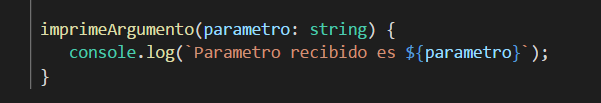 imprimeArgumento(parametro: string) {
console.log(`Parametro recibido es ${parametro}`);
}